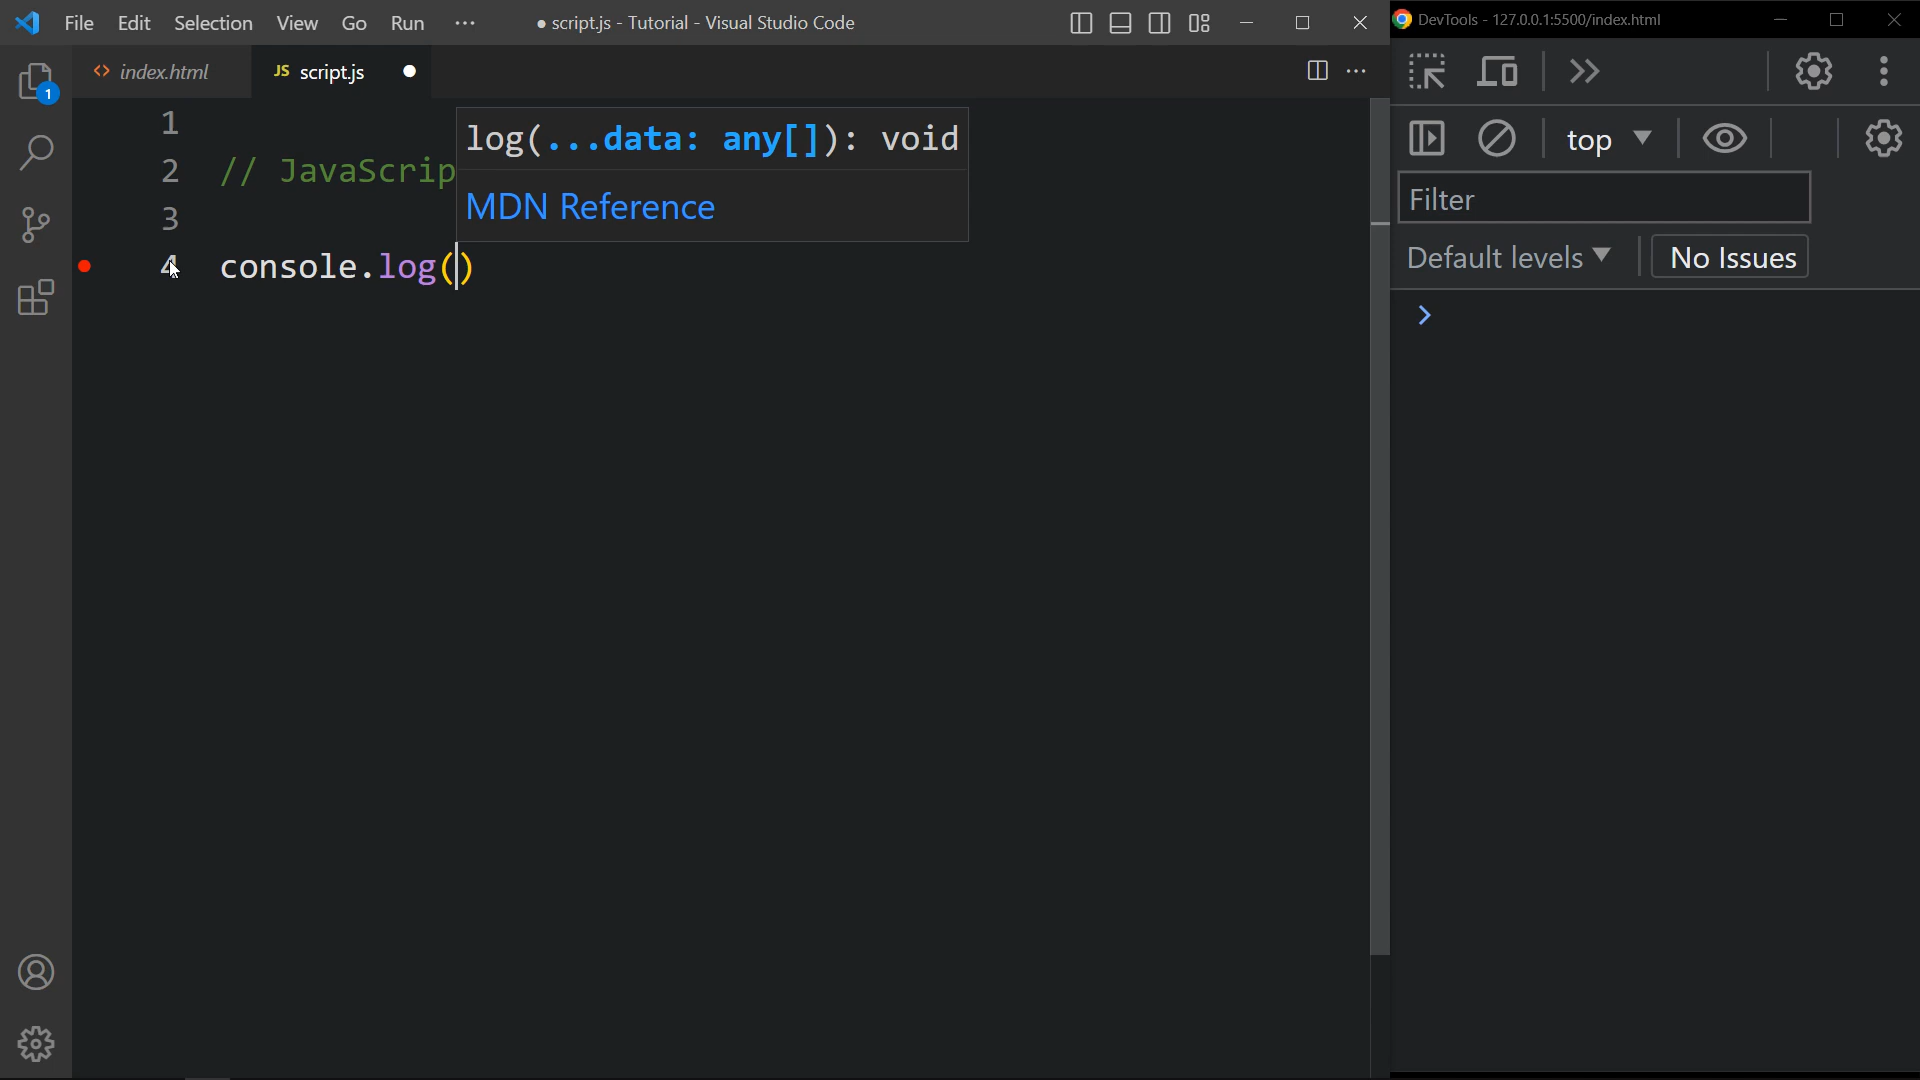 File Edit Selection View Go Run ··· ● script.js - Tutorial - Visual Studio Code
DevTools - 127.0.0.1:5500/index.html
<> index.html JS script.js ●
1
1
log(...data: any[]): void
top
2 // JavaScrip
MDN Reference
Filter
3
4 console.log()
Default levels ▼ No Issues
>